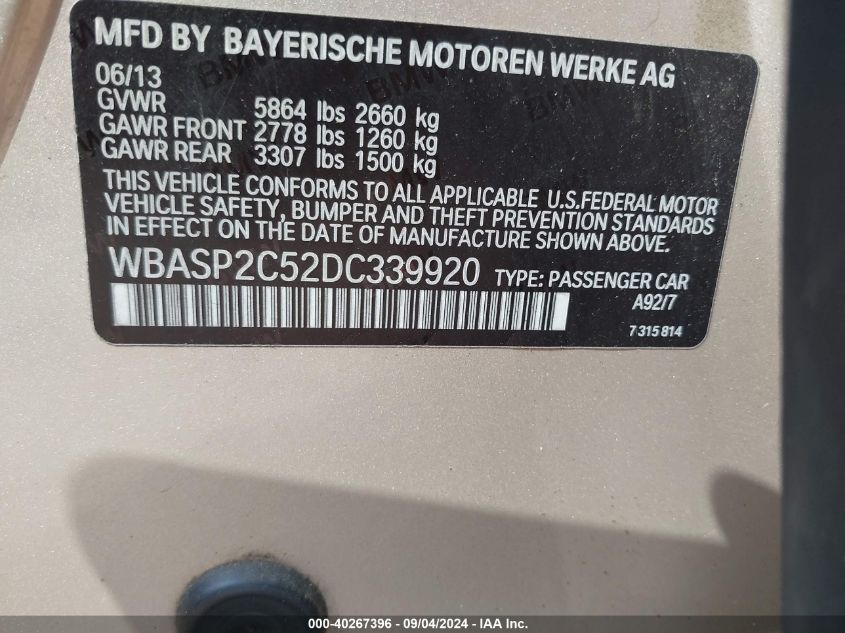 MFD BY BAYERISCHE MOTOREN WERKE AG
06/13
GVWR 5864 lbs 2660 kg
GAWR FRONT 2778 lbs 1260 kg
GAWR REAR 3307 lbs 1500 kg
THIS VEHICLE CONFORMS TO ALL APPLICABLE U.S.FEDERAL MOTOR
VEHICLE SAFETY, BUMPER AND THEFT PREVENTION STANDARDS
IN EFFECT ON THE DATE OF MANUFACTURE SHOWN ABOVE.
WBASP2C52DC339920 TYPE: PASSENGER CAR
A92/7
7 315 814
000-40267396 - 09/04/2024 - IAA Inc.